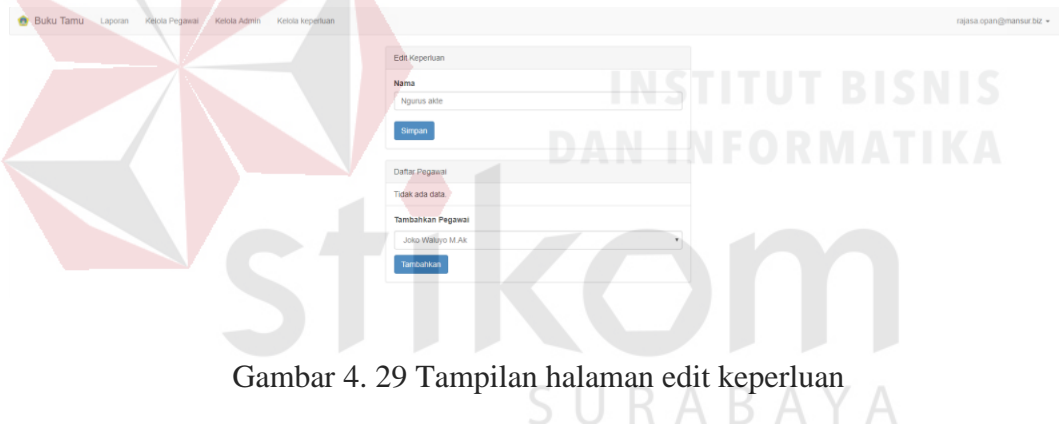 Buku Tamu Laporan Kelola Pegawai Kelola Admin Kelola keperluan rajasa.opan@mansur.biz
Edit Keperluan
Nama
Ngurus akte
Simpan
Daftar Pegawai
Tidak ada data.
Tambahkan Pegawai
Joko Waluyo M.Ak
Tambahkan
INSTITUT BISNIS
DAN INFORMATIKA
stikom
SURABAYA
Gambar 4. 29 Tampilan halaman edit keperluan